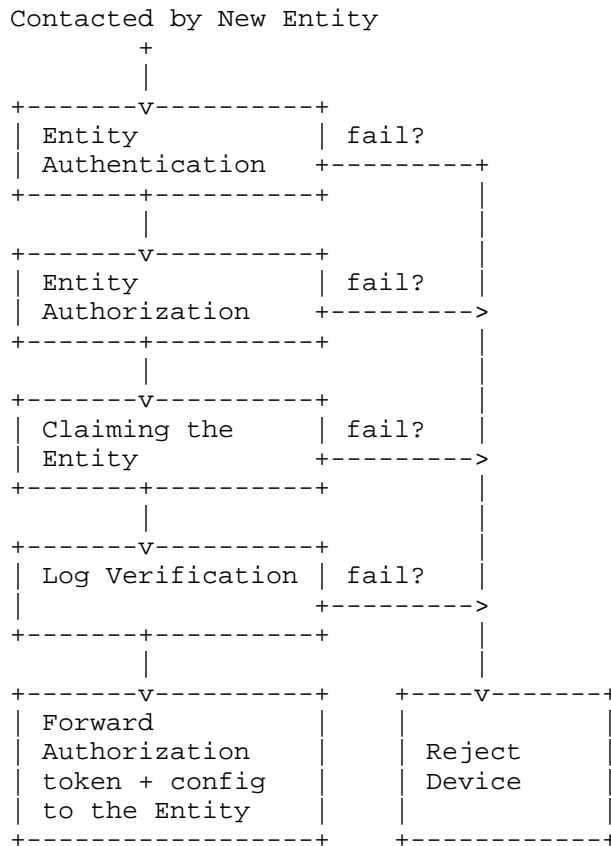 Contacted by New Entity
Entity fail?
Authentication
Entity fail?
Authorization
Claiming the fail?
Entity
Log Verification fail?
Forward
Authorization Reject
token + config Device
to the Entity